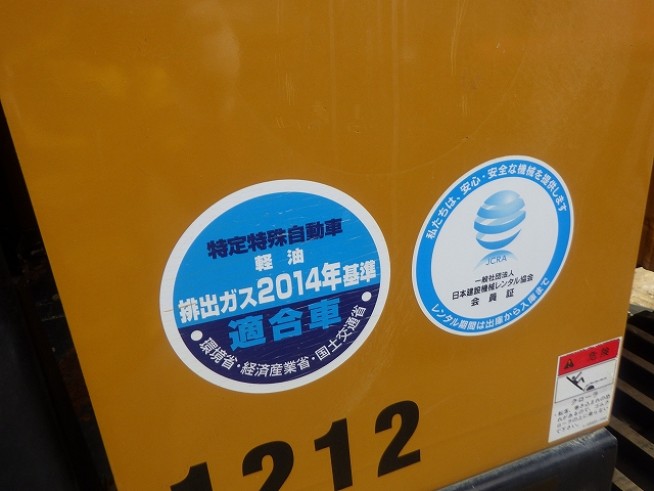 特定特殊自動車
軽油
排出ガス2014年基準
適合車
・環境省・経済産業省・国土交通省・
私たちは、安心・安全な機械を提供します
JCRA
一般社団法人
日本建設機械レンタル協会
会員証
レンタル期間は出庫から入庫まで
危険
1212